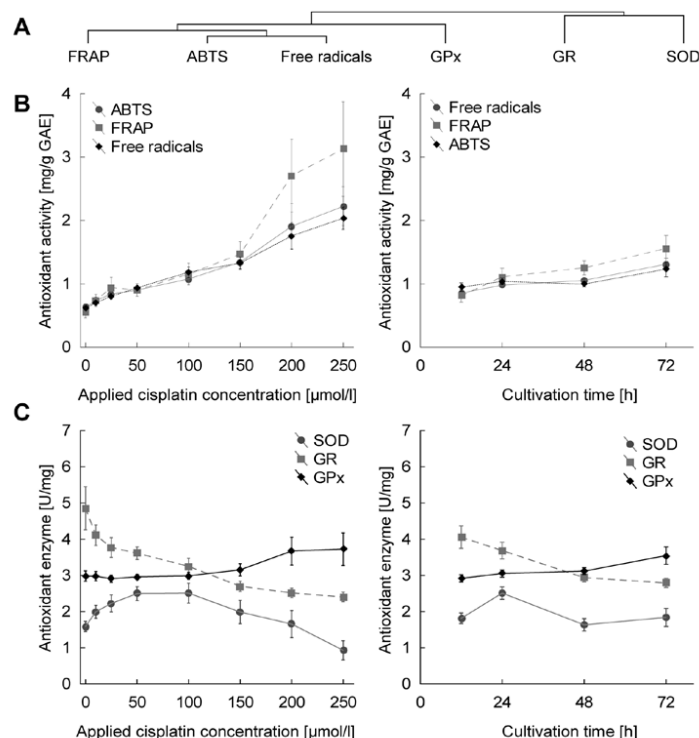 A
FRAP ABTS Free radicals GPx GR SOD
B
ABTS
FRAP
Free radicals
Antioxidant activity [mg/g GAE]
4
3
2
1
0
0 50 100 150 200 250
Applied cisplatin concentration [µmol/l]
Free radicals
FRAP
ABTS
Antioxidant activity [mg/g GAE]
4
3
2
1
0
0 24 48 72
Cultivation time [h]
C
SOD
GR
GPx
Antioxidant enzyme [U/mg]
7
6
5
4
3
2
1
0
0 50 100 150 200 250
Applied cisplatin concentration [µmol/l]
SOD
GR
GPx
Antioxidant enzyme [U/mg]
7
6
5
4
3
2
1
0
0 24 48 72
Cultivation time [h]